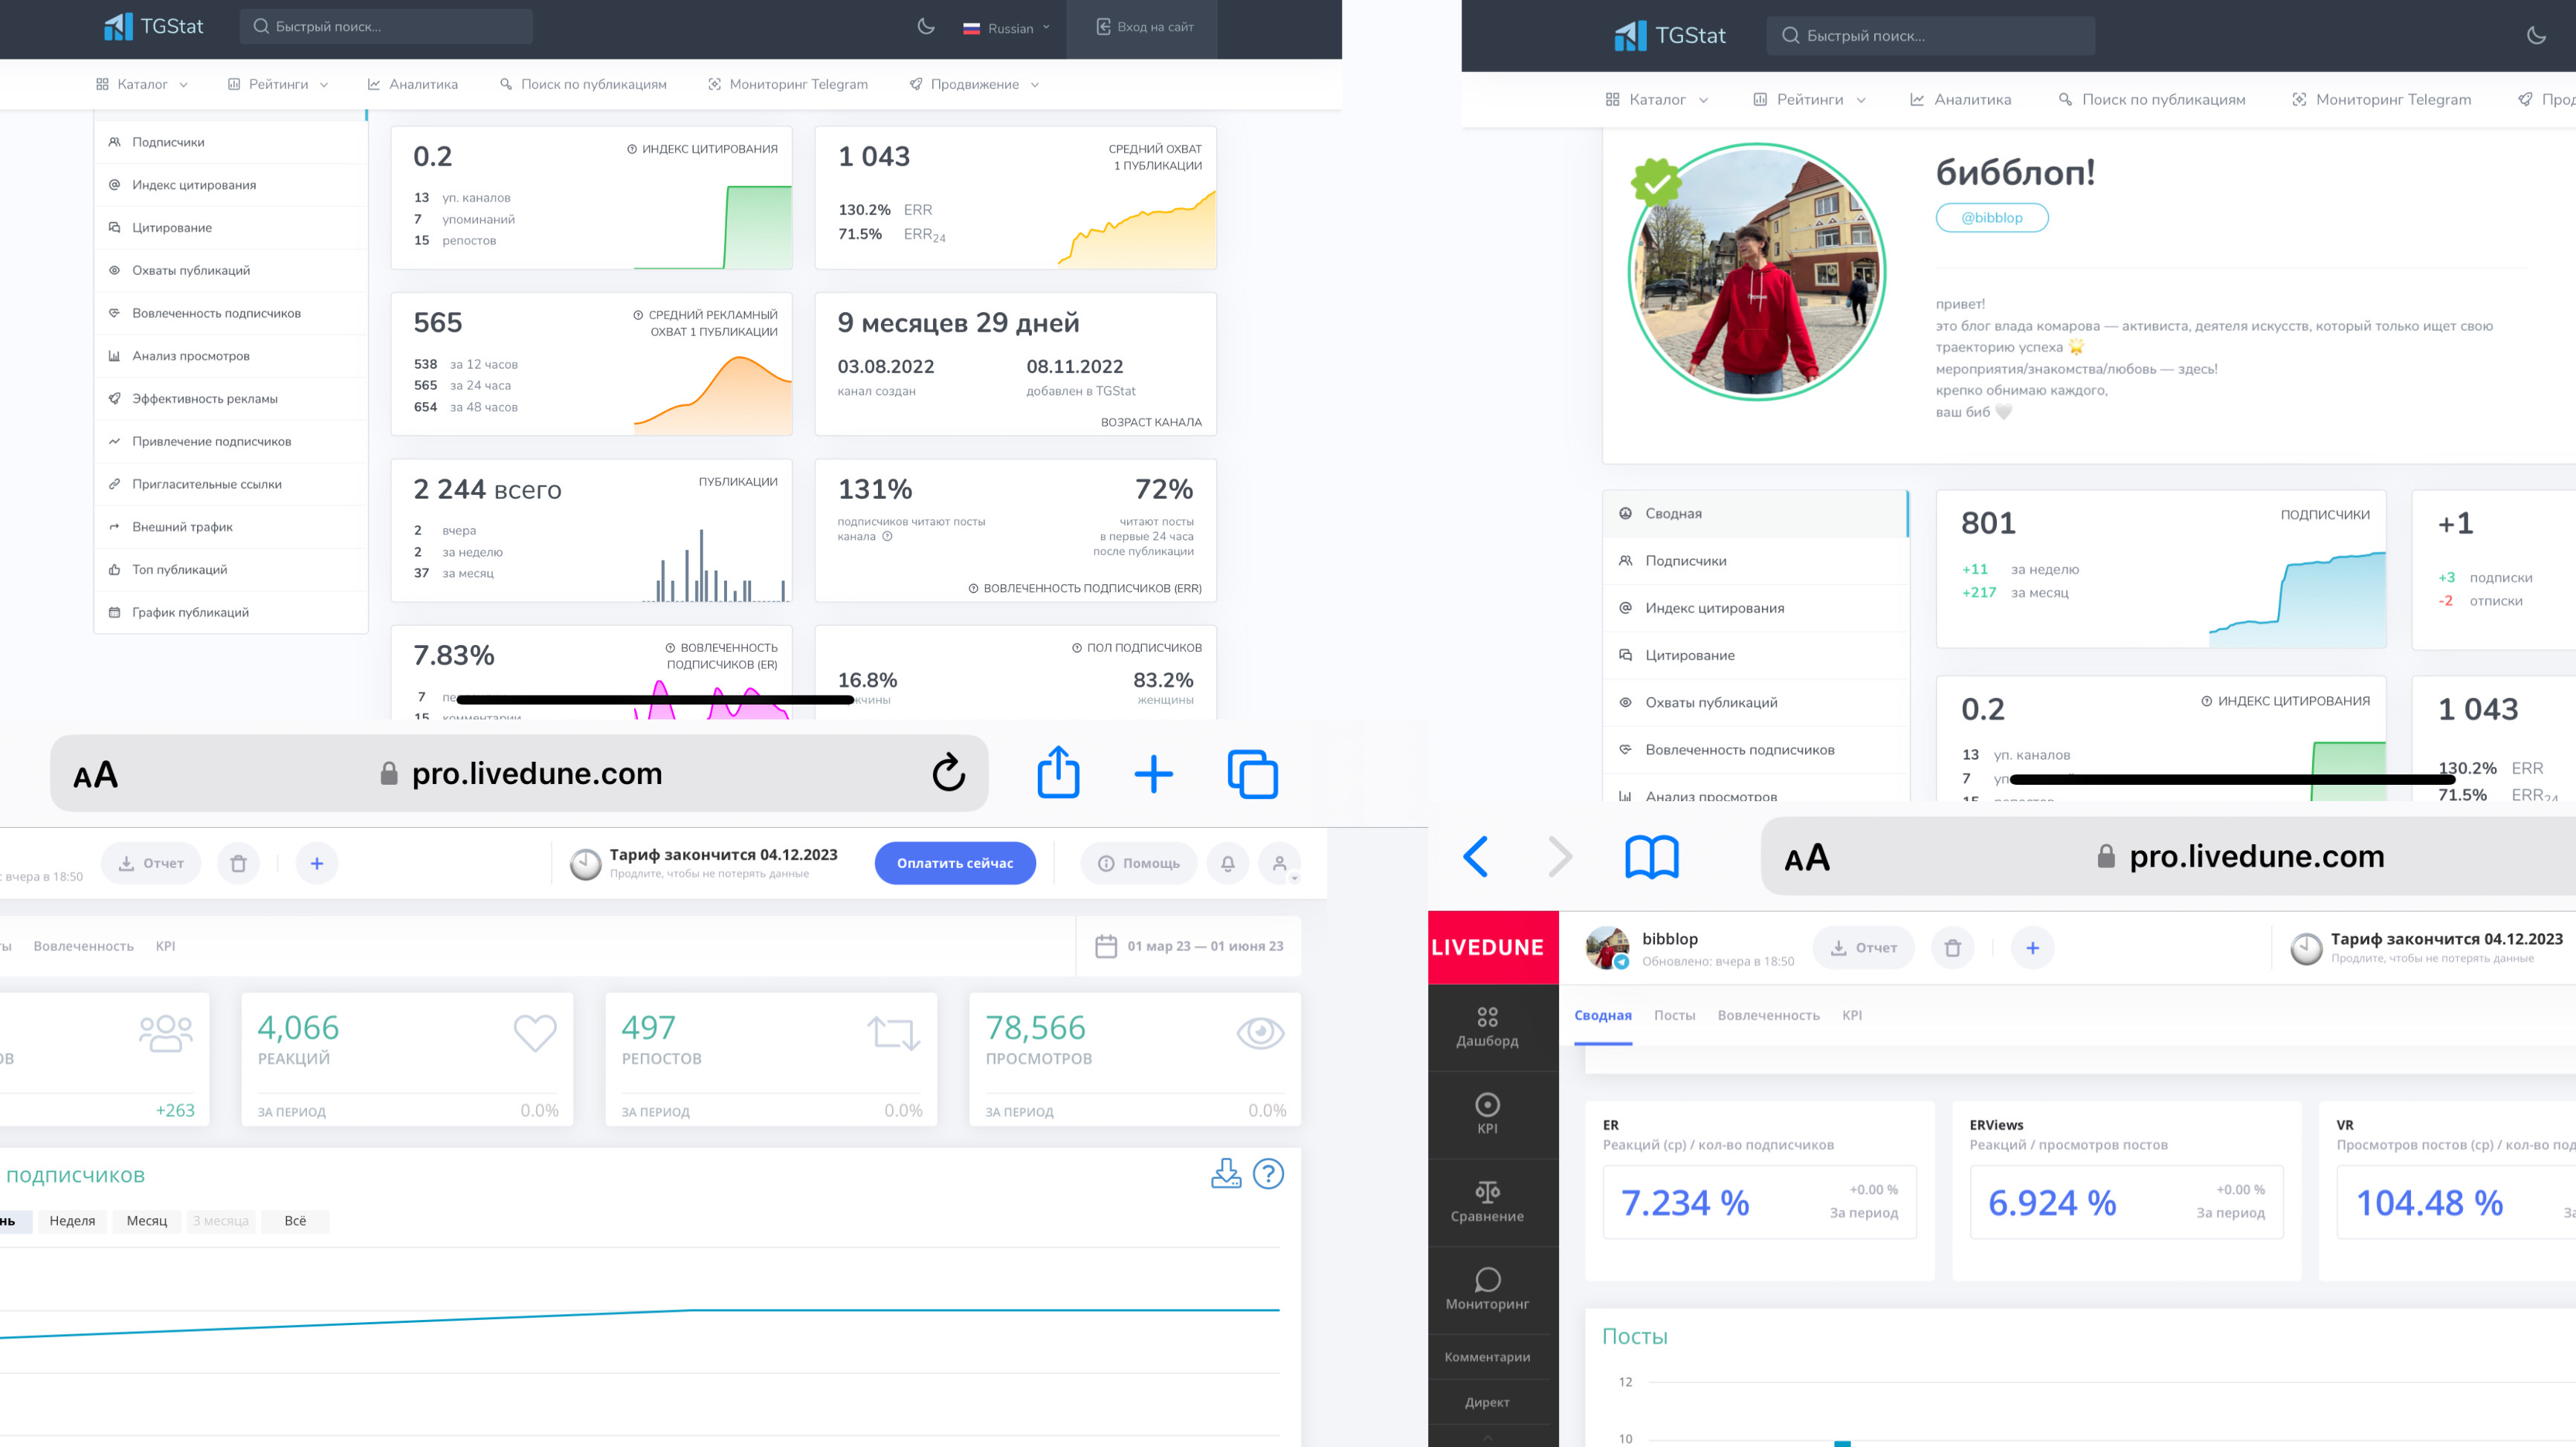 TGStat
Быстрый поиск...
Russian
Вход на сайт
Каталог
Рейтинги
Аналитика
Поиск по публикациям
Мониторинг Telegram
Продвижение
Подписчики
Индекс цитирования
Цитирование
Охваты публикаций
Вовлеченность подписчиков
Анализ просмотров
Эффективность рекламы
Привлечение подписчиков
Пригласительные ссылки
Внешний трафик
Топ публикаций
График публикаций
0.2
ИНДЕКС ЦИТИРОВАНИЯ
13 уп. каналов
7 упоминаний
15 репостов
1 043
СРЕДНИЙ ОХВАТ
1 ПУБЛИКАЦИИ
130.2% ERR
71.5% ERR24
565
СРЕДНИЙ РЕКЛАМНЫЙ
ОХВАТ 1 ПУБЛИКАЦИИ
538 за 12 часов
565 за 24 часа
654 за 48 часов
9 месяцев 29 дней
03.08.2022
канал создан
08.11.2022
добавлен в TGStat
ВОЗРАСТ КАНАЛА
2 244 всего
ПУБЛИКАЦИИ
2 вчера
2 за неделю
37 за месяц
131%
подписчиков читают посты
канала
72%
читают посты
в первые 24 часа
после публикации
ВОВЛЕЧЕННОСТЬ ПОДПИСЧИКОВ (ERR)
7.83%
ВОВЛЕЧЕННОСТЬ
ПОДПИСЧИКОВ (ER)
7
15 комментарии
ПОЛ ПОДПИСЧИКОВ
16.8%
жчины
83.2%
женщины
AA
pro.livedune.com
: вчера в 18:50
Отчет
Тариф закончится 04.12.2023
Продлите, чтобы не потерять данные
Оплатить сейчас
Помощь
ты
Вовлеченность
KPI
01 мар 23 — 01 июня 23
ОВ
+263
4,066
РЕАКЦИЙ
ЗА ПЕРИОД 0.0%
497
РЕПОСТОВ
ЗА ПЕРИОД 0.0%
78,566
ПРОСМОТРОВ
ЗА ПЕРИОД 0.0%
подписчиков
нь
Неделя
Месяц
3 месяца
Всё
TGStat
Быстрый поиск...
Каталог
Рейтинги
Аналитика
Поиск по публикациям
Мониторинг Telegram
Прод
бибблоп!
@bibblop
привет!
это блог влада комарова — активиста, деятеля искусств, который только ищет свою
траекторию успеха 🌟
мероприятия/знакомства/любовь — здесь!
крепко обнимаю каждого,
ваш биб 🤍
Сводная
Подписчики
Индекс цитирования
Цитирование
Охваты публикаций
Вовлеченность подписчиков
Анализ просмотров
801
ПОДПИСЧИКИ
+11 за неделю
+217 за месяц
+1
+3 подписки
-2 отписки
0.2
ИНДЕКС ЦИТИРОВАНИЯ
13 уп. каналов
7 уп
15
1 043
130.2% ERR
71.5% ERR24
AA
pro.livedune.com
LIVEDUNE
bibblop
Обновлено: вчера в 18:50
Отчет
Тариф закончится 04.12.2023
Продлите, чтобы не потерять данные
Дашборд
KPI
Сравнение
Мониторинг
Комментарии
Директ
Сводная
Посты
Вовлеченность
KPI
ER
Реакций (ср) / кол-во подписчиков
7.234 %
+0.00 %
За период
ERViews
Реакций / просмотров постов
6.924 %
+0.00 %
За период
VR
Просмотров постов (ср) / кол-во под
104.48 %
За
Посты
12
10